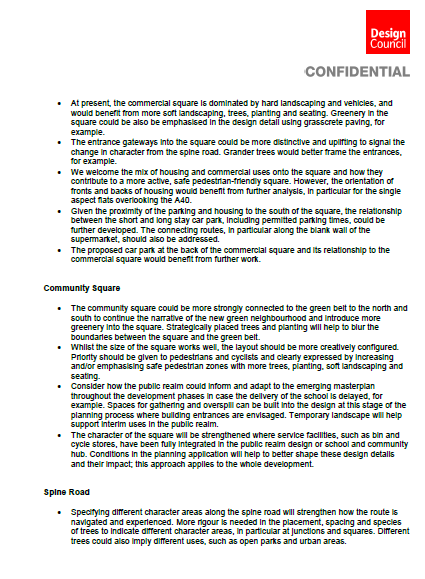 Design
Council
CONFIDENTIAL
• At present, the commercial square is dominated by hard landscaping and vehicles, and
would benefit from more soft landscaping, trees, planting and seating. Greenery in the
square could be also be emphasised in the design detail using grasscrete paving, for
example.
• The entrance gateways into the square could be more distinctive and uplifting to signal the
change in character from the spine road. Grander trees would better frame the entrances,
for example.
• We welcome the mix of housing and commercial uses onto the square and how they
contribute to a more active, safe pedestrian-friendly square. However, the orientation of
fronts and backs of housing would benefit from further analysis, in particular for the single
aspect flats overlooking the A40.
• Given the proximity of the parking and housing to the south of the square, the relationship
between the short and long stay car park, including permitted parking times, could be
further developed. The connecting routes, in particular along the blank wall of the
supermarket, should also be addressed.
• The proposed car park at the back of the commercial square and its relationship to the
commercial square would benefit from further work.
Community Square
• The community square could be more strongly connected to the green belt to the north and
south to continue the narrative of the new green neighbourhood and introduce more
greenery into the square. Strategically placed trees and planting will help to blur the
boundaries between the square and the green belt.
• Whilst the size of the square works well, the layout should be more creatively configured.
Priority should be given to pedestrians and cyclists and clearly expressed by increasing
and/or emphasising safe pedestrian zones with more trees, planting, soft landscaping and
seating.
• Consider how the public realm could inform and adapt to the emerging masterplan
throughout the development phases in case the delivery of the school is delayed, for
example. Spaces for gathering and overspill can be built into the design at this stage of the
planning process where building entrances are envisaged. Temporary landscape will help
support interim uses in the public realm.
• The character of the square will be strengthened where service facilities, such as bin and
cycle stores, have been fully integrated in the public realm design or school and community
hub. Conditions in the planning application will help to better shape these design details
and their impact; this approach applies to the whole development.
Spine Road
• Specifying different character areas along the spine road will strengthen how the route is
navigated and experienced. More rigour is needed in the placement, spacing and species
of trees to indicate different character areas, in particular at junctions and squares. Different
trees could also imply different uses, such as open parks and urban areas.